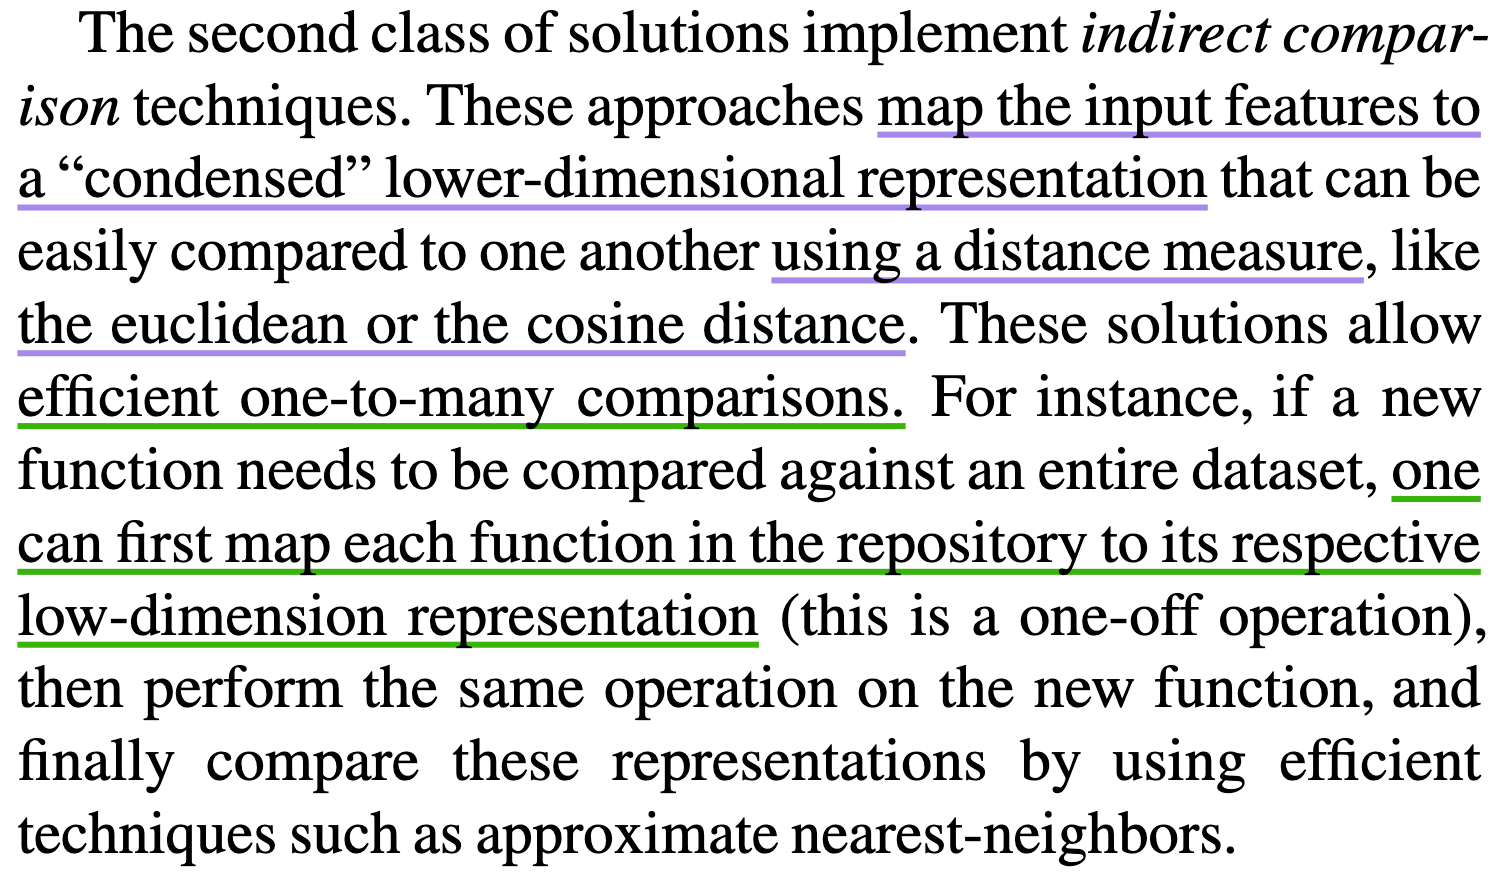 The second class of solutions implement indirect compar-
ison techniques. These approaches map the input features to
a “condensed” lower-dimensional representation that can be
easily compared to one another using a distance measure, like
the euclidean or the cosine distance. These solutions allow
efficient one-to-many comparisons. For instance, if a new
function needs to be compared against an entire dataset, one
can first map each function in the repository to its respective
low-dimension representation (this is a one-off operation),
then perform the same operation on the new function, and
finally compare these representations by using efficient
techniques such as approximate nearest-neighbors.